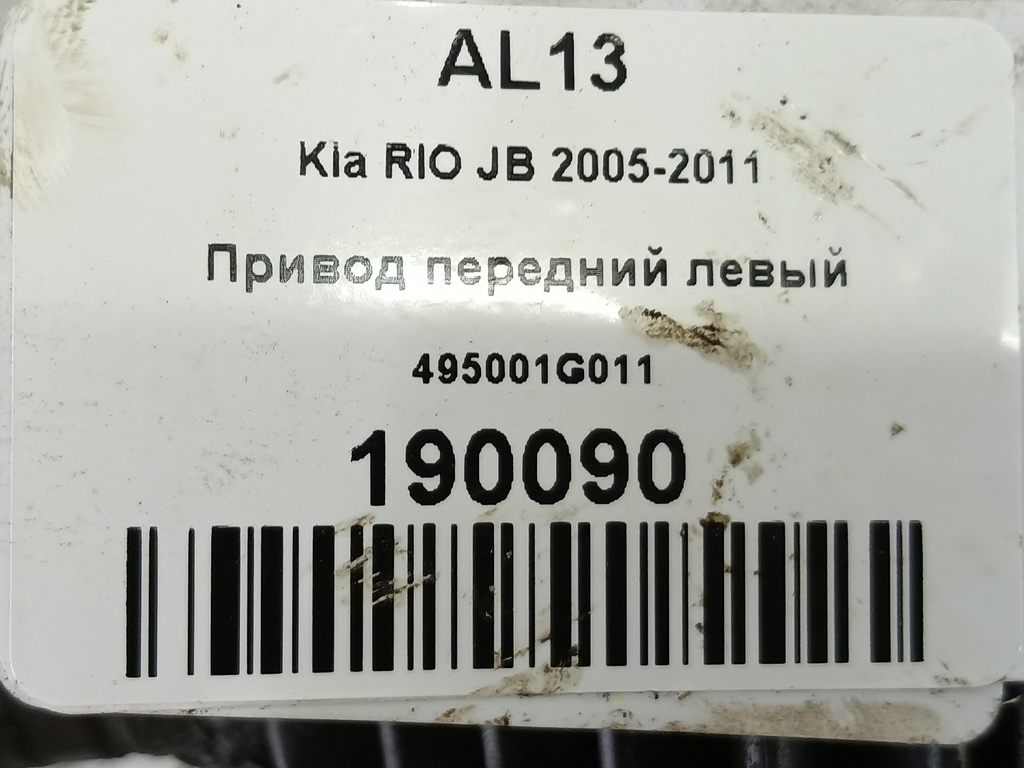 AL13
Kia RIO JB 2005-2011
Привод передний левый
495001G011
190090